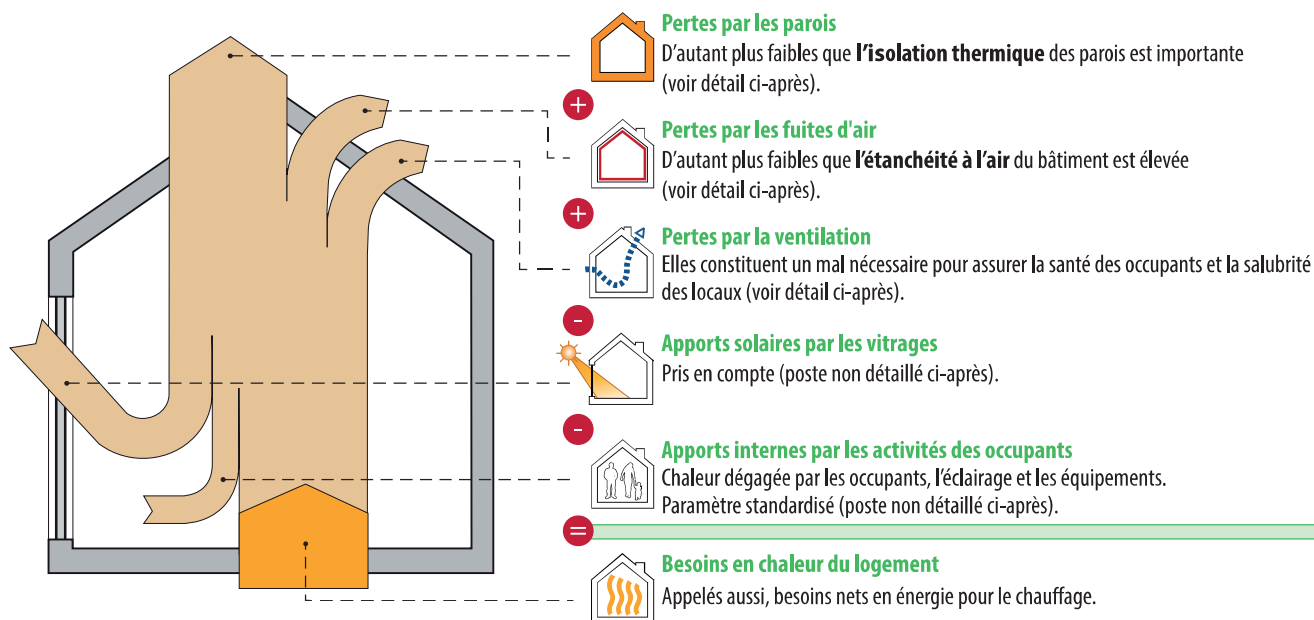 Pertes par les parois
D'autant plus faibles que l'isolation thermique des parois est importante
(voir détail ci-après).
+
Pertes par les fuites d'air
D'autant plus faibles que l'étanchéité à l'air du bâtiment est élevée
(voir détail ci-après).
+
Pertes par la ventilation
Elles constituent un mal nécessaire pour assurer la santé des occupants et la salubrité
des locaux (voir détail ci-après).
-
Apports solaires par les vitrages
Pris en compte (poste non détaillé ci-après).
-
Apports internes par les activités des occupants
Chaleur dégagée par les occupants, l'éclairage et les équipements.
Paramètre standardisé (poste non détaillé ci-après).
=
Besoins en chaleur du logement
Appelés aussi, besoins nets en énergie pour le chauffage.